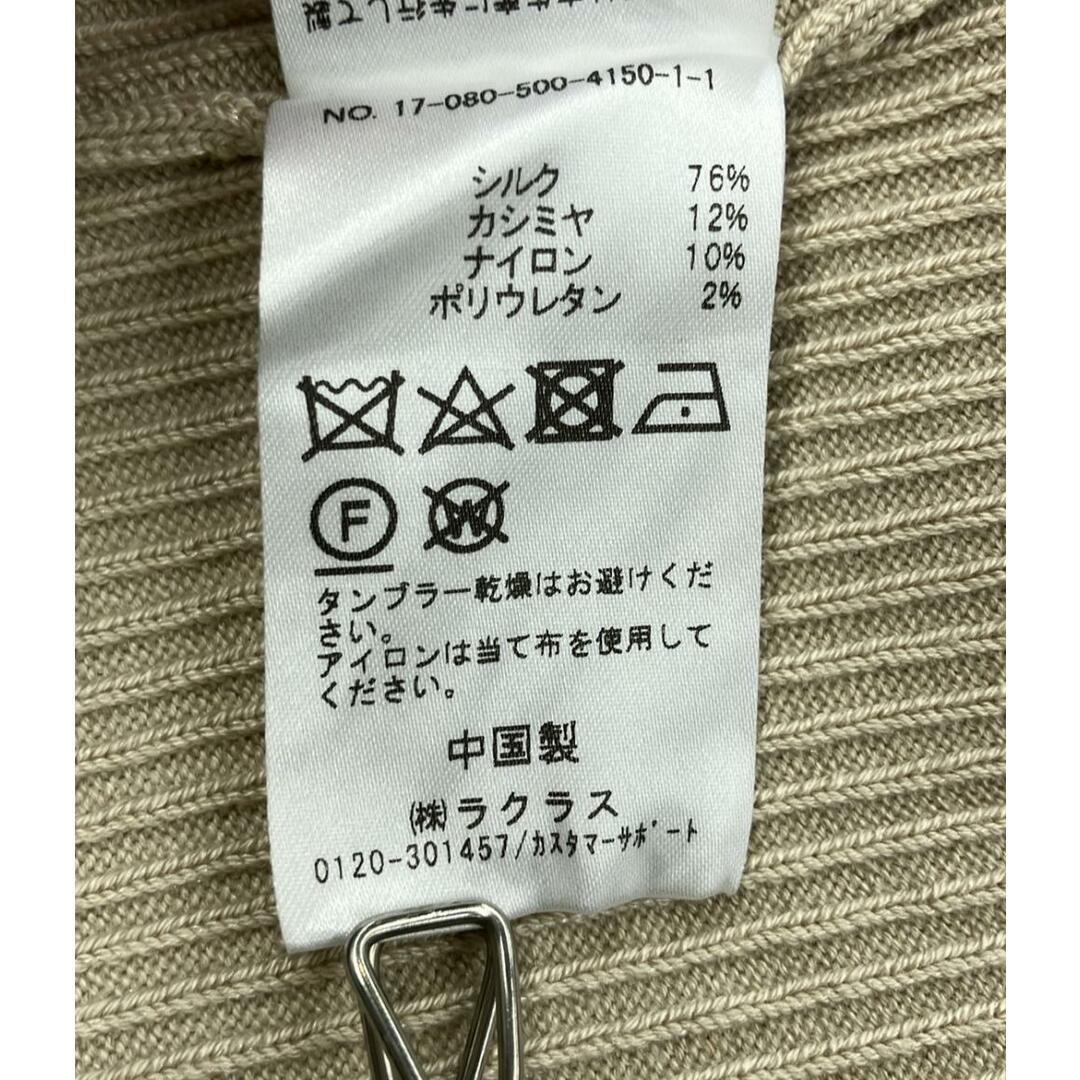 NO. 17-080-500-4150-1-1
シルク 76%
カシミヤ 12%
ナイロン 10%
ポリウレタン 2%
F
W
タンブラー乾燥はお避けくだ
さい。
アイロンは当て布を使用して
ください。
中国製
㈱ラクラス
0120-301457/ｶｽﾀﾏｰｻﾎﾟｰﾄ